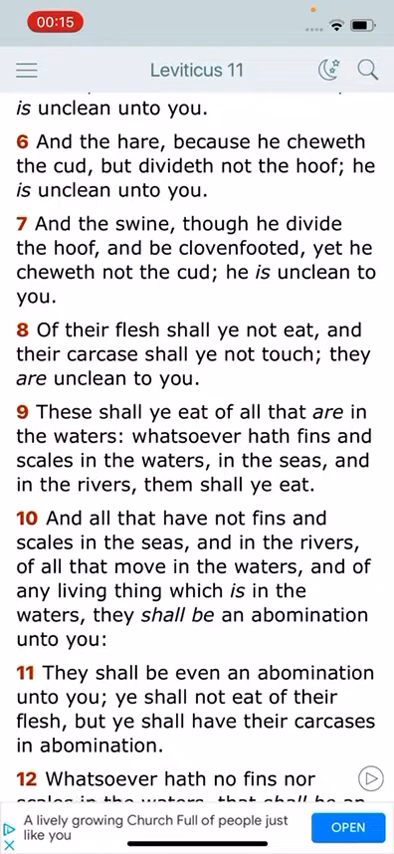 00:15
Leviticus 11
is unclean unto you.
6 And the hare, because he cheweth
the cud, but divideth not the hoof; he
is unclean unto you.
7 And the swine, though he divide
the hoof, and be clovenfooted, yet he
cheweth not the cud; he is unclean to
you.
8 Of their flesh shall ye not eat, and
their carcase shall ye not touch; they
are unclean to you.
9 These shall ye eat of all that are in
the waters: whatsoever hath fins and
scales in the waters, in the seas, and
in the rivers, them shall ye eat.
10 And all that have not fins and
scales in the seas, and in the rivers,
of all that move in the waters, and of
any living thing which is in the
waters, they shall be an abomination
unto you:
11 They shall be even an abomination
unto you; ye shall not eat of their
flesh, but ye shall have their carcases
in abomination.
12 Whatsoever hath no fins nor
scales in the waters, that shall be an
A lively growing Church Full of people just
like you
OPEN